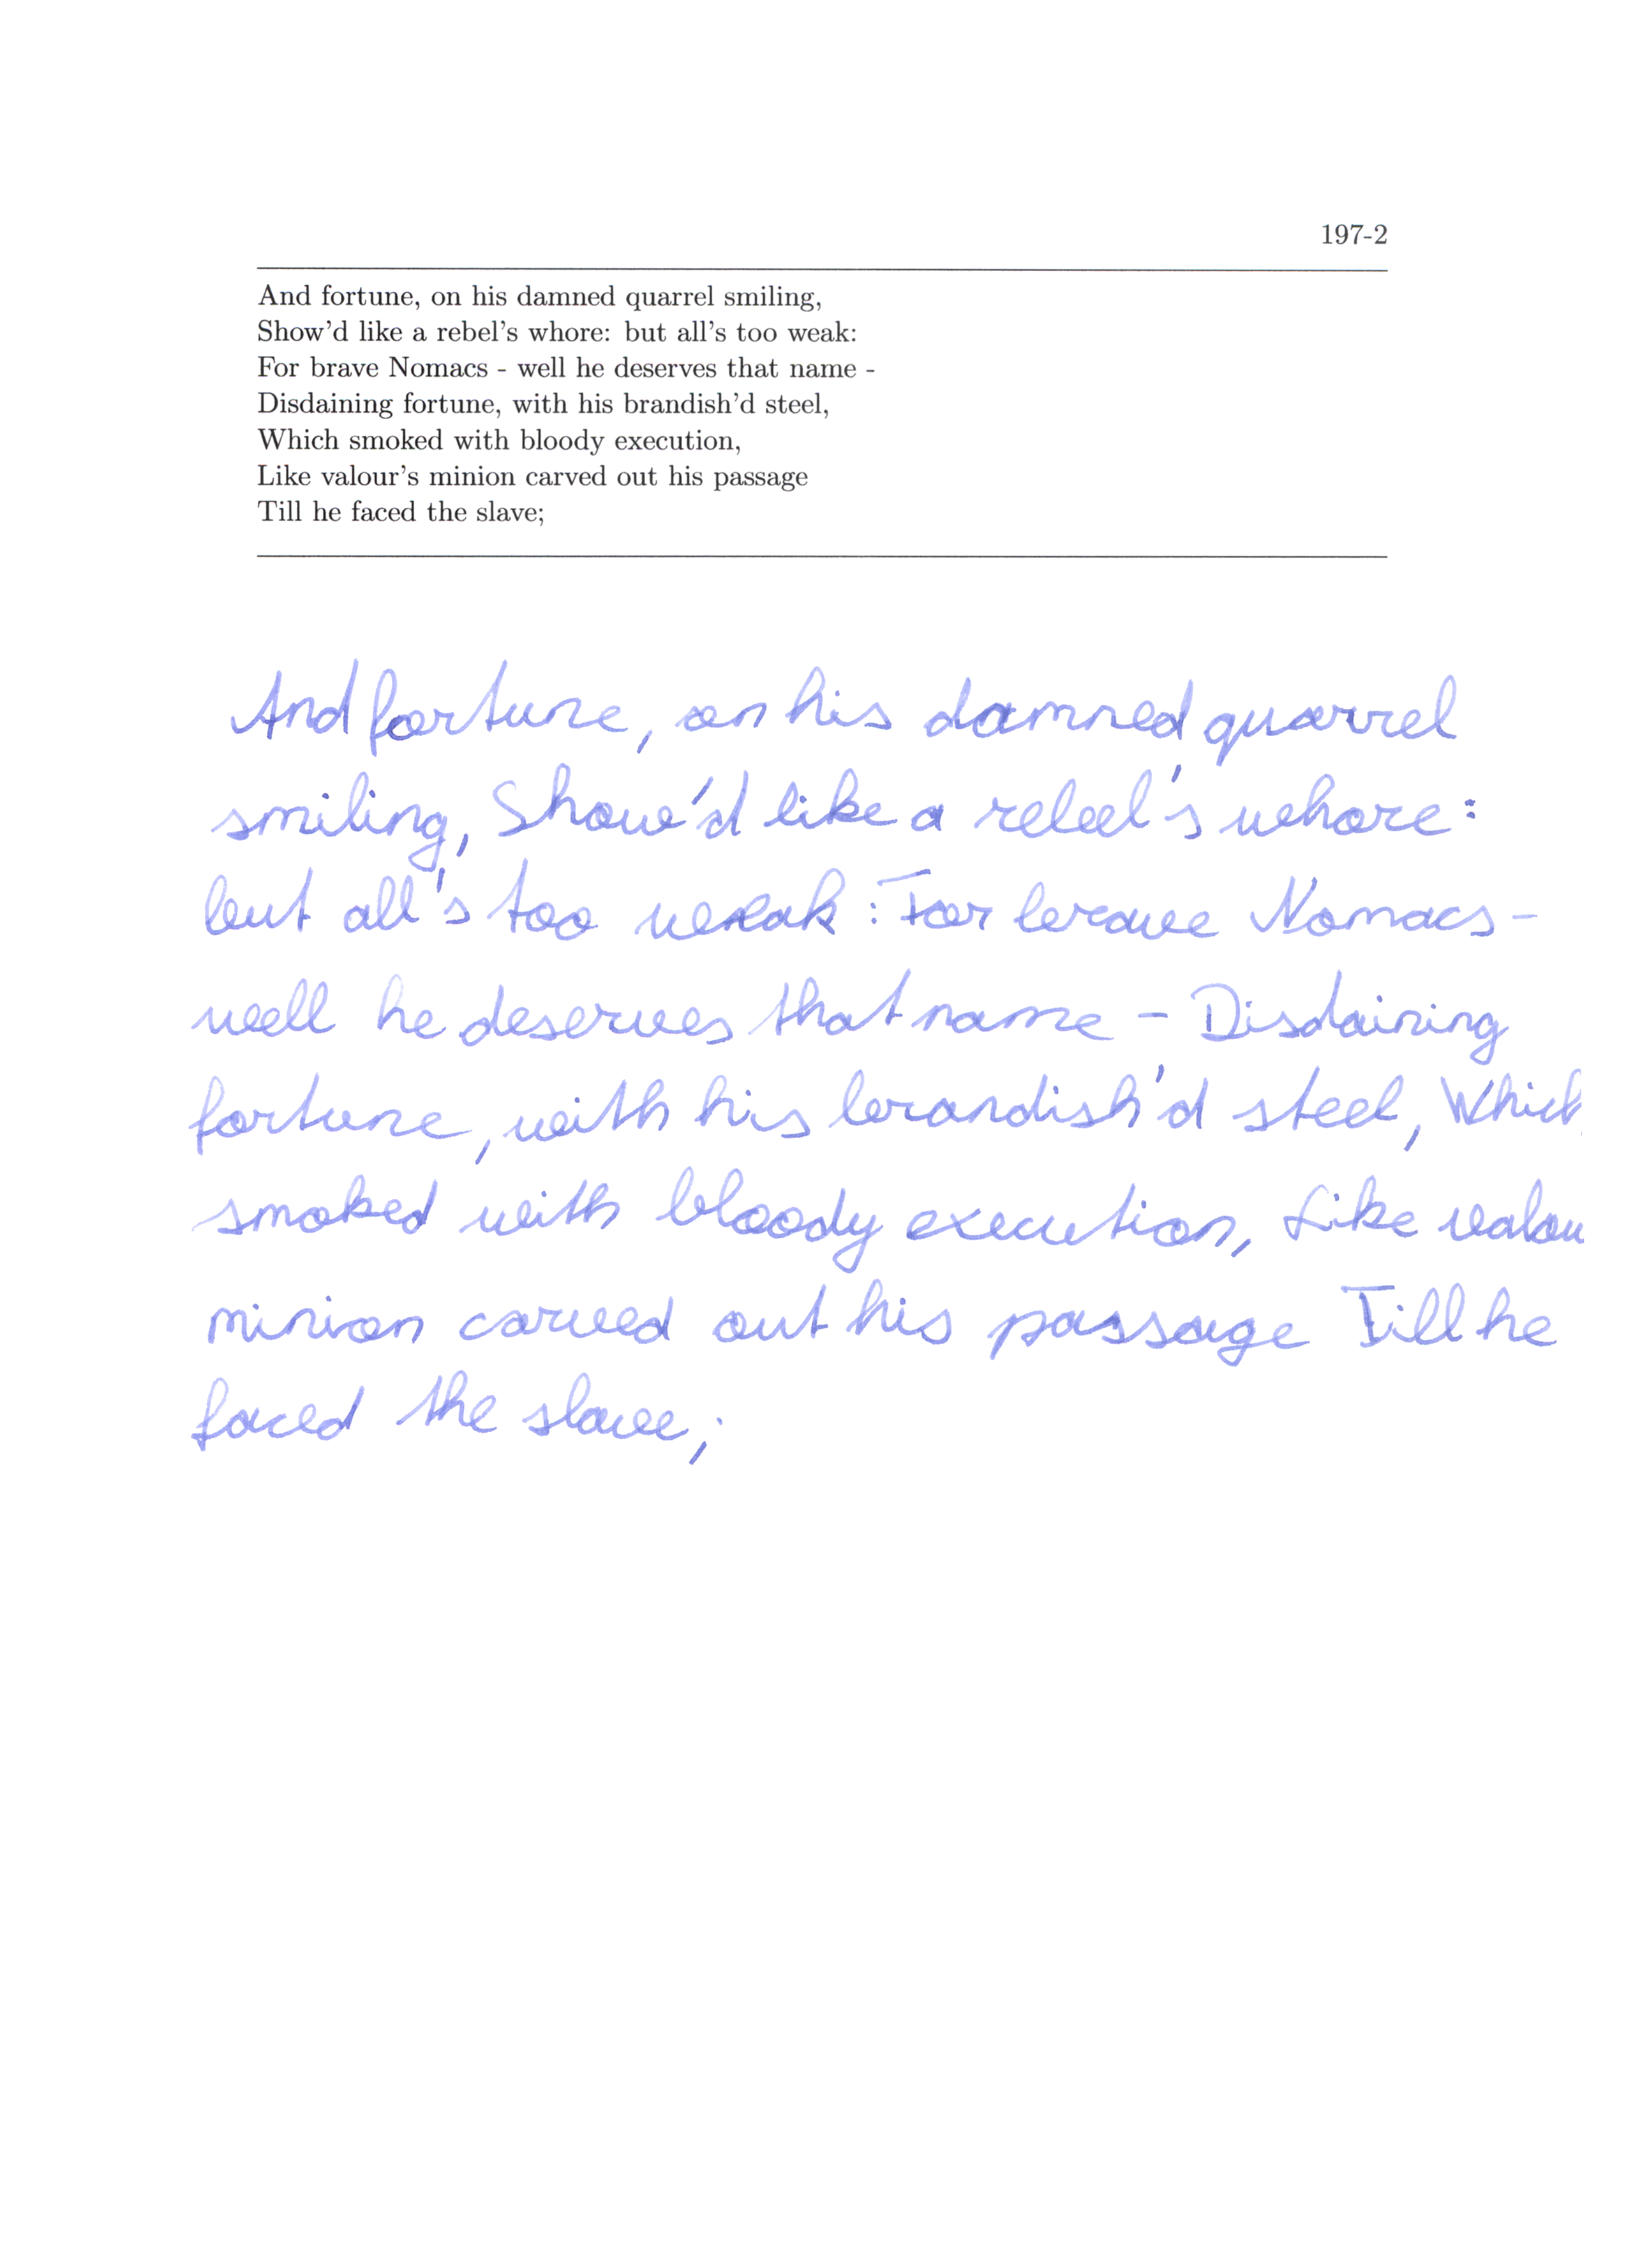 197-2
And fortune, on his damned quarrel smiling,
Show'd like a rebel's whore: but all's too weak:
For brave Nomacs - well he deserves that name -
Disdaining fortune, with his brandish'd steel,
Which smoked with bloody execution,
Like valour's minion carved out his passage
Till he faced the slave;
And fortune, on his damned quarrel
smiling, Show'd like a rebel's whore:
but all's too weak: For brave Nomacs -
well he deserves that name - Disdaining
fortune, with his brandish'd steel, Which
smoked with bloody execution, Like valou
minion carved out his passage Till he
faced the slave;